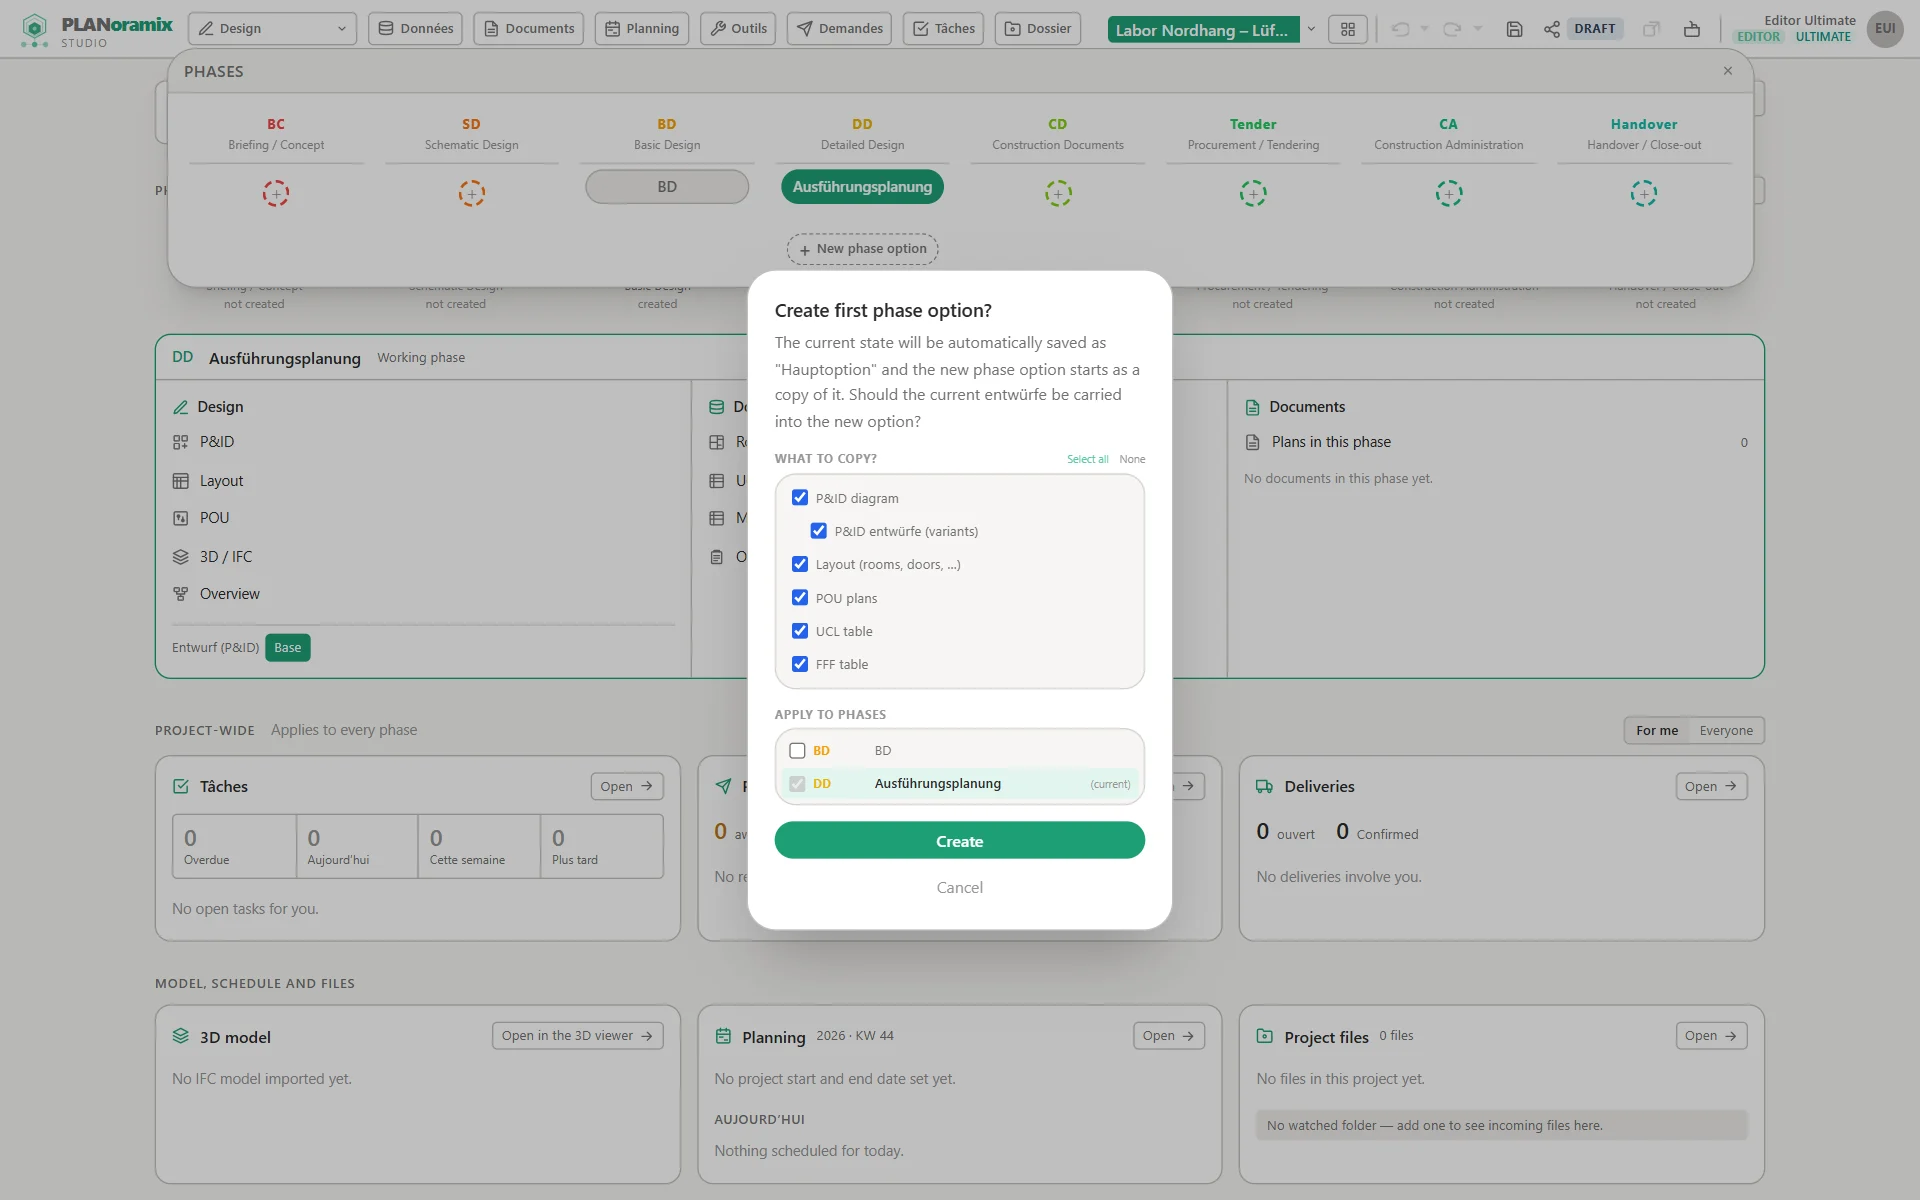 PLANoramix
STUDIO
Design
Données
Documents
Planning
Outils
Demandes
Tâches
Dossier
Labor Nordhang – Lüf...
DRAFT
Editor Ultimate
EDITOR
ULTIMATE
EUI
PHASES
BC
Briefing / Concept
SD
Schematic Design
BD
Basic Design
DD
Detailed Design
CD
Construction Documents
Tender
Procurement / Tendering
CA
Construction Administration
Handover
Handover / Close-out
BD
Ausführungsplanung
New phase option
not created
not created
created
not created
not created
not created
DD
Ausführungsplanung
Working phase
Design
P&ID
Layout
POU
3D / IFC
Overview
Entwurf (P&ID)
Base
Documents
Plans in this phase
0
No documents in this phase yet.
Create first phase option?
The current state will be automatically saved as
"Hauptoption" and the new phase option starts as a
copy of it. Should the current entwürfe be carried
into the new option?
WHAT TO COPY?
Select all
None
P&ID diagram
P&ID entwürfe (variants)
Layout (rooms, doors, ...)
POU plans
UCL table
FFF table
APPLY TO PHASES
BD
BD
DD
Ausführungsplanung
(current)
Create
Cancel
PROJECT-WIDE
Applies to every phase
For me
Everyone
Tâches
Open
0
Overdue
0
Aujourd'hui
0
Cette semaine
0
Plus tard
No open tasks for you.
0
Deliveries
Open
0 ouvert
0 Confirmed
No deliveries involve you.
MODEL, SCHEDULE AND FILES
3D model
Open in the 3D viewer
No IFC model imported yet.
Planning
2026 · KW 44
Open
No project start and end date set yet.
AUJOURD'HUI
Nothing scheduled for today.
Project files
0 files
Open
No files in this project yet.
No watched folder — add one to see incoming files here.